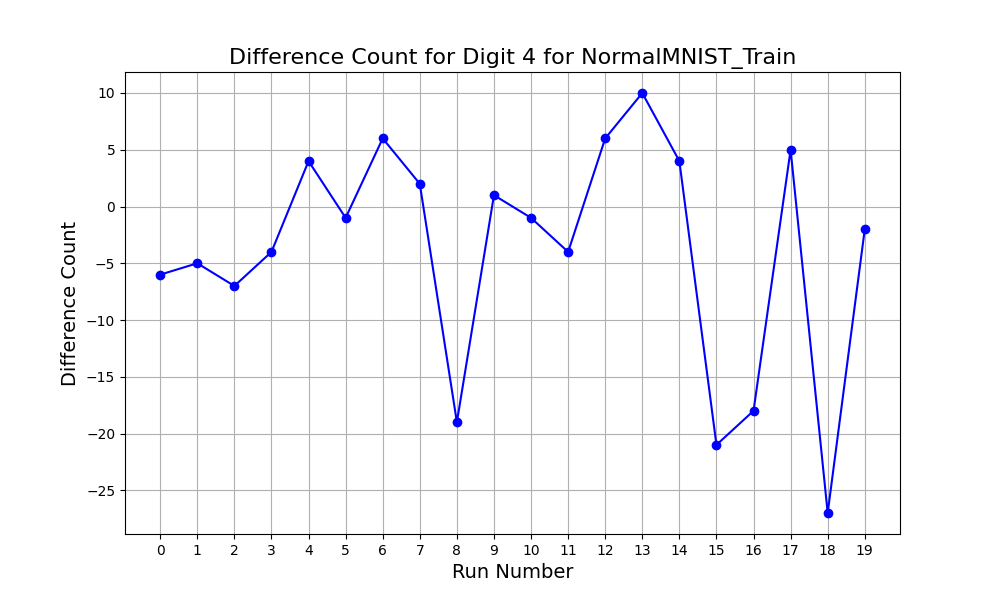 Difference Count for Digit 4 for NormalMNIST_Train
10
5
0
−5
−10
−15
−20
−25
Difference Count
0 1 2 3 4 5 6 7 8 9 10 11 12 13 14 15 16 17 18 19
Run Number